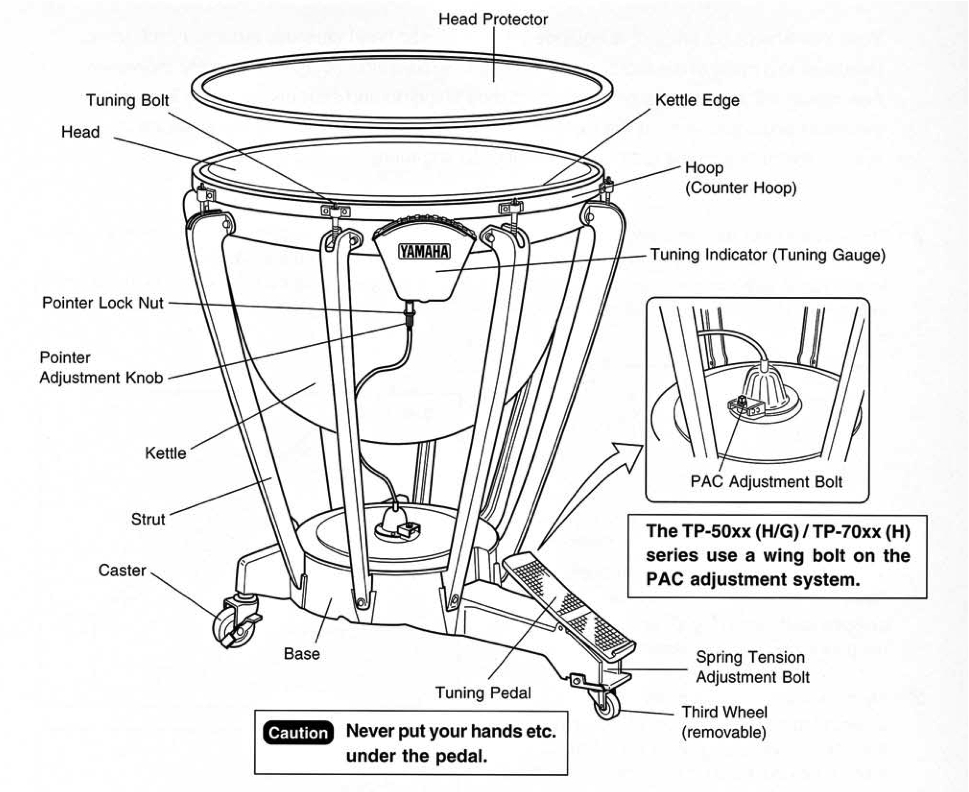 Head Protector
Tuning Bolt
Kettle Edge
Head
Hoop
(Counter Hoop)
YAMAHA
Tuning Indicator (Tuning Gauge)
Pointer Lock Nut
Pointer
Adjustment Knob
Kettle
PAC Adjustment Bolt
Strut
The TP-50xx (H/G) / TP-70xx (H)
series use a wing bolt on the
PAC adjustment system.
Caster
Base
Spring Tension
Adjustment Bolt
Tuning Pedal
Third Wheel
(removable)
Caution Never put your hands etc.
under the pedal.